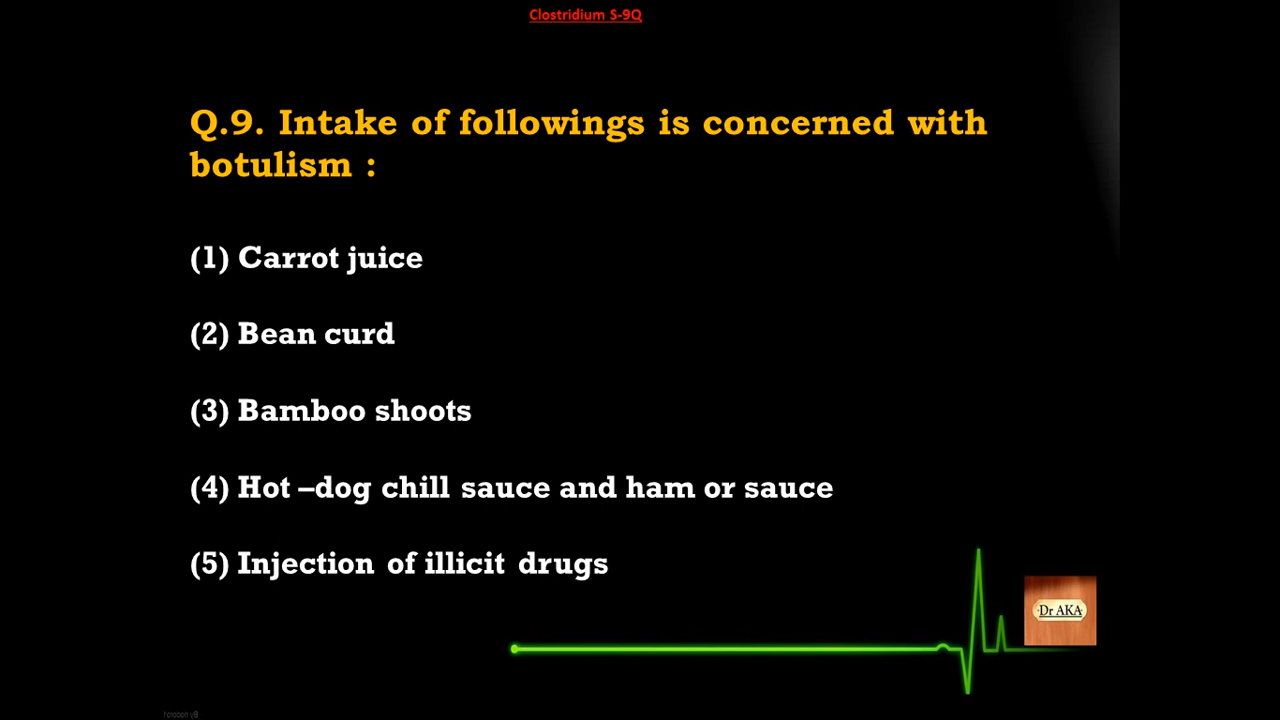 Clostridium S-9Q
Q.9. Intake of followings is concerned with
botulism :
(1) Carrot juice
(2) Bean curd
(3) Bamboo shoots
(4) Hot –dog chill sauce and ham or sauce
(5) Injection of illicit drugs
Dr AKA